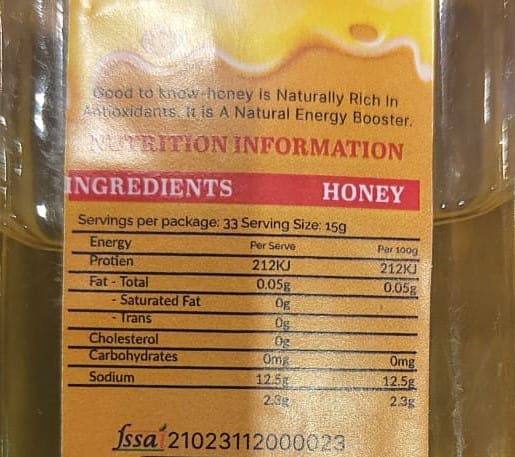 Good to know-honey is Naturally Rich In
Antioxidants. It is A Natural Energy Booster.
NUTRITION INFORMATION
INGREDIENTS HONEY
Servings per package: 33 Serving Size: 15g
Energy Per Serve Per 100g
Protien 212KJ 212KJ
Fat - Total 0.05g 0.05g
- Saturated Fat 0g
- Trans 0g
Cholesterol 0g
Carbohydrates 0mg 0mg
Sodium 12.5g 12.5g
2.3g 2.3g
fssai 21023112000023